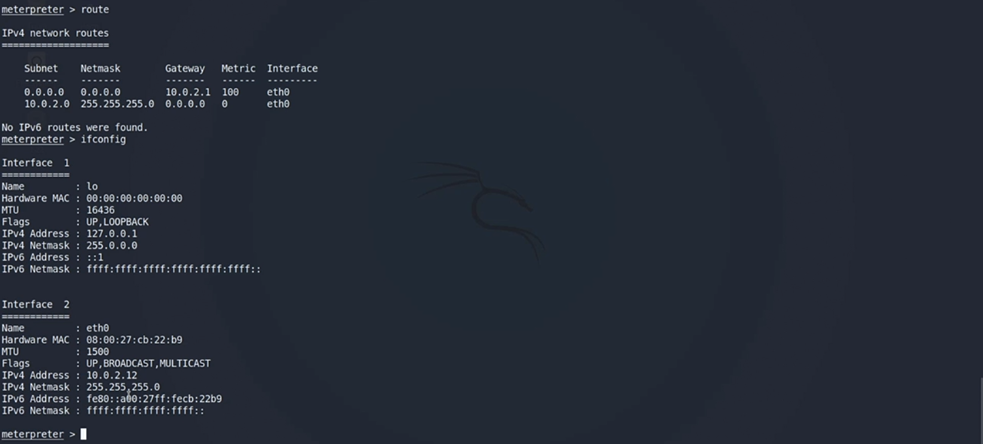 meterpreter > route
IPv4 network routes
===================
Subnet Netmask Gateway Metric Interface
------ ------- ------- ------ ---------
0.0.0.0 0.0.0.0 10.0.2.1 100 eth0
10.0.2.0 255.255.255.0 0.0.0.0 0 eth0
No IPv6 routes were found.
meterpreter > ifconfig
Interface 1
============
Name : lo
Hardware MAC : 00:00:00:00:00:00
MTU : 16436
Flags : UP,LOOPBACK
IPv4 Address : 127.0.0.1
IPv4 Netmask : 255.0.0.0
IPv6 Address : ::1
IPv6 Netmask : ffff:ffff:ffff:ffff:ffff:ffff::
Interface 2
============
Name : eth0
Hardware MAC : 08:00:27:cb:22:b9
MTU : 1500
Flags : UP,BROADCAST,MULTICAST
IPv4 Address : 10.0.2.12
IPv4 Netmask : 255.255.255.0
IPv6 Address : fe80::a00:27ff:fecb:22b9
IPv6 Netmask : ffff:ffff:ffff:ffff::
meterpreter >